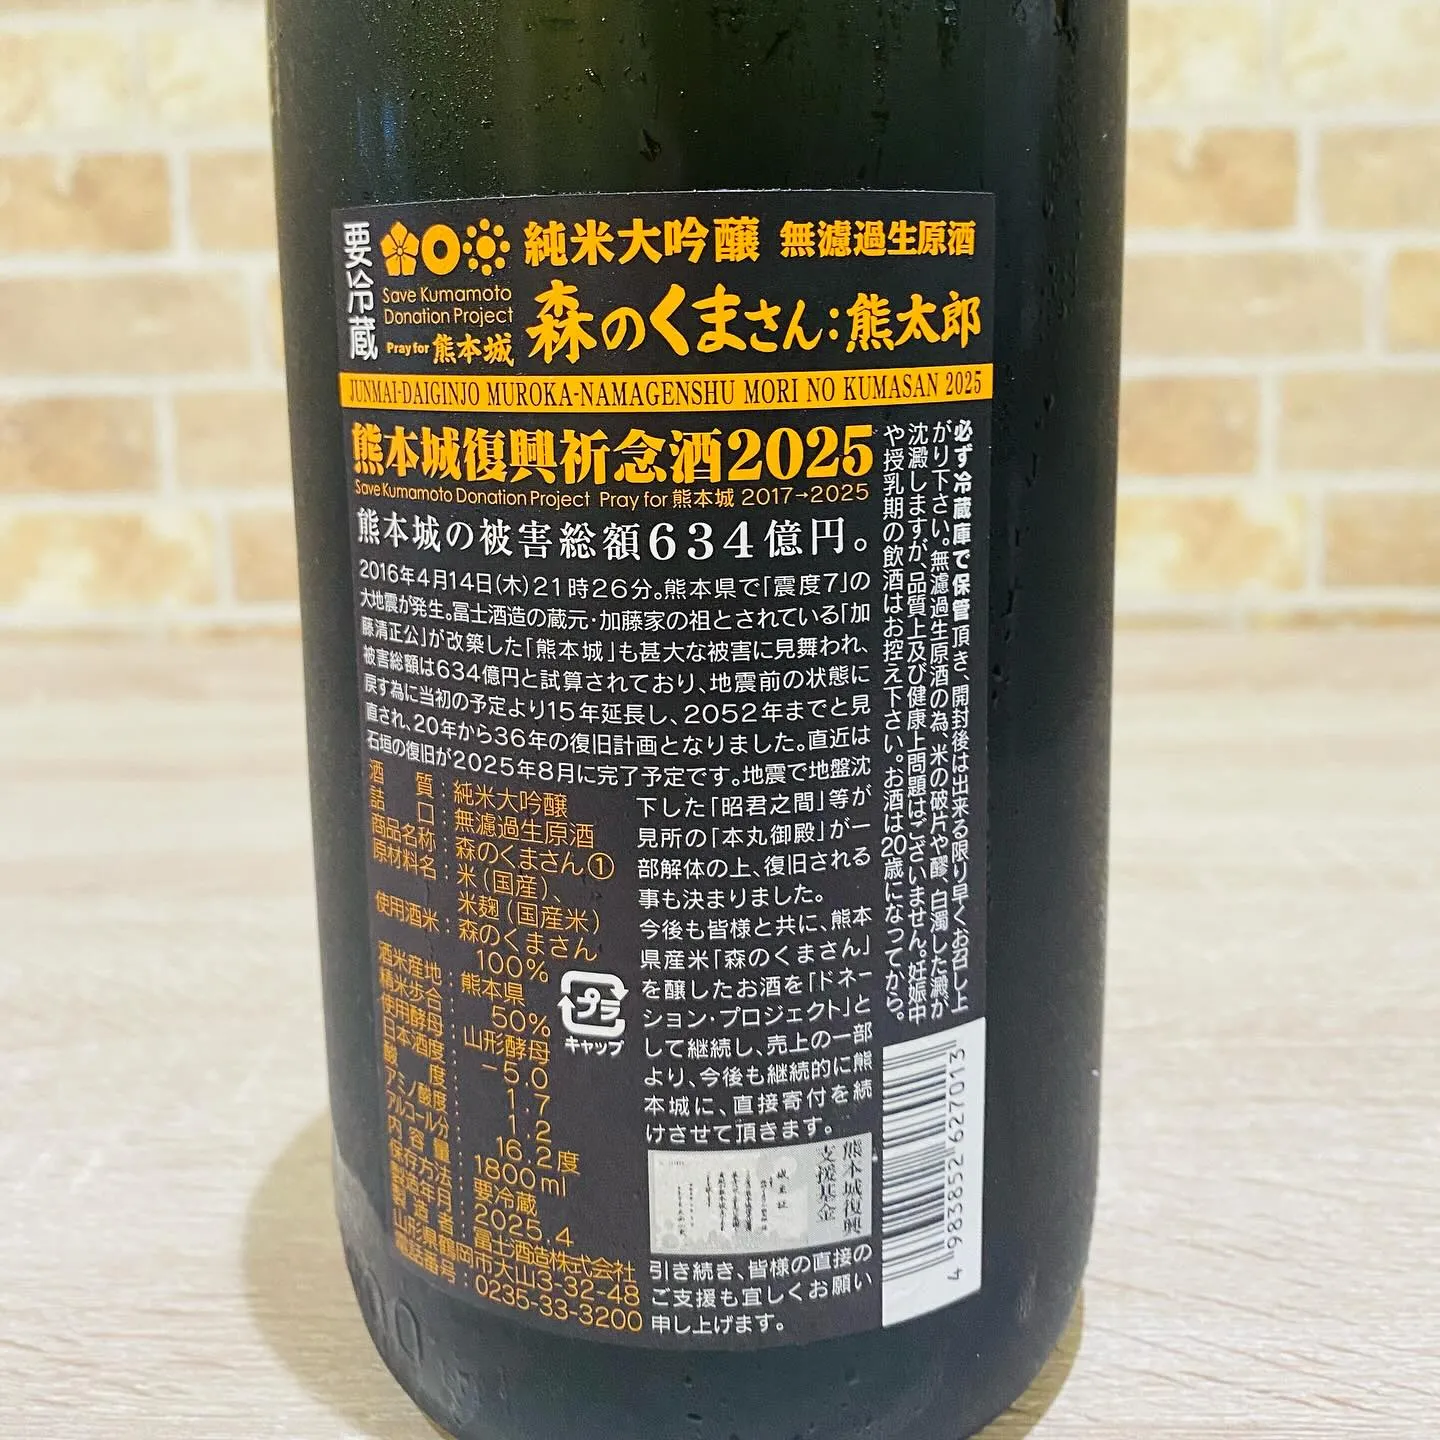 要冷蔵
Save Kumamoto
Donation Project
Pray for 熊本城
純米大吟醸 無濾過生原酒
森のくまさん:熊太郎
JUNMAI-DAIGINJO MUROKA-NAMAGENSHU MORI NO KUMASAN 2025
熊本城復興祈念酒2025
Save Kumamoto Donation Project Pray for 熊本城 2017→2025
熊本城の被害総額634億円。
2016年4月14日(木)21時26分。熊本県で「震度7」の
大地震が発生。冨士酒造の蔵元・加藤家の祖とされている「加
藤清正公」が改築した「熊本城」も甚大な被害に見舞われ、
被害総額は634億円と試算されており、地震前の状態に
戻す為に当初の予定より15年延長し、2052年までと見
直され、20年から36年の復旧計画となりました。直近は
石垣の復旧が2025年8月に完了予定です。地震で地盤沈
下した「昭君之間」等が
見所の「本丸御殿」が一
部解体の上、復旧される
事も決まりました。
今後も皆様と共に、熊本
県産米「森のくまさん」
を醸したお酒を「ドネー
ション・プロジェクト」と
して継続し、売上の一部
より、今後も継続的に熊
本城に、直接寄付を続
けさせて頂きます。
熊本城復興
支援基金
引き続き、皆様の直接の
ご支援も宜しくお願い
申し上げます。
酒質:純米大吟醸
詰口:無濾過生原酒
商品名称:森のくまさん①
原材料名:米(国産)、
米麹(国産米)
使用酒米:森のくまさん
100%
酒米産地:熊本県
精米歩合:50%
使用酵母:山形酵母
日本酒度:-5.0
酸度:1.7
アミノ酸度:1.2
アルコール分:16.2度
内容量:1800ml
保存方法:要冷蔵
製造年月:2025.4
製造者:冨士酒造株式会社
山形県鶴岡市大山3-32-48
電話番号:0235-33-3200
プラ
キャップ
必ず冷蔵庫で保管頂き、開封後は出来る限り早くお召し上
がり下さい。無濾過生原酒の為、米の破片や醪、白濁した澱が
沈澱しますが、品質上及び健康上問題はございません。妊娠中
や授乳期の飲酒はお控え下さい。お酒は20歳になってから。
4 983852 627013